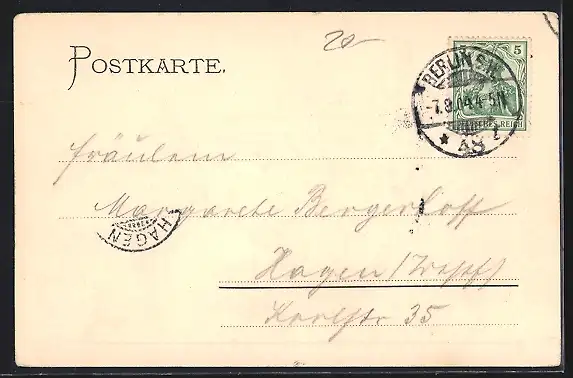 20
POSTKARTE.
5
DEUTSCHES REICH
BERLIN S.W.
-7.8.04. 4-5N.
* 48 t
Fräulein
Margarete Bergerhoff
HAGEN
Hagen (Westf)
Karlstr 35